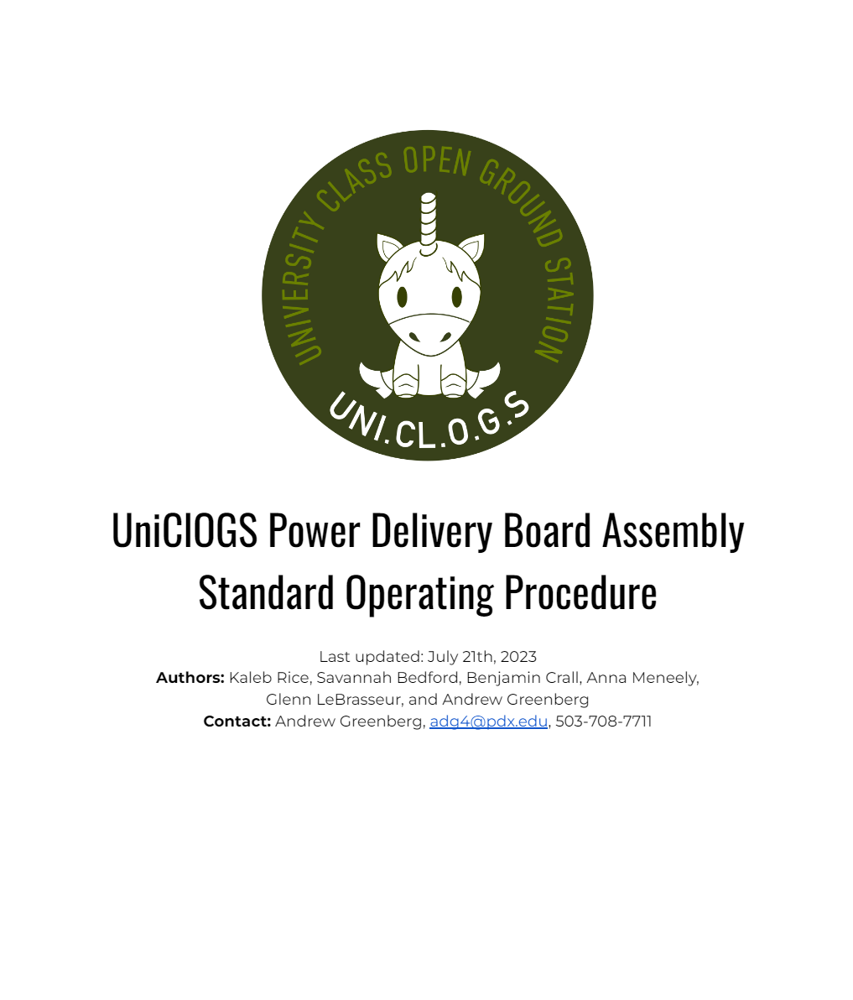 UNIVERSITY CLASS OPEN GROUND STATION
UNI.CL.O.G.S
UniClOGS Power Delivery Board Assembly
Standard Operating Procedure
Last updated: July 21th, 2023
Authors: Kaleb Rice, Savannah Bedford, Benjamin Crall, Anna Meneely,
Glenn LeBrasseur, and Andrew Greenberg
Contact: Andrew Greenberg, adg4@pdx.edu, 503-708-7711